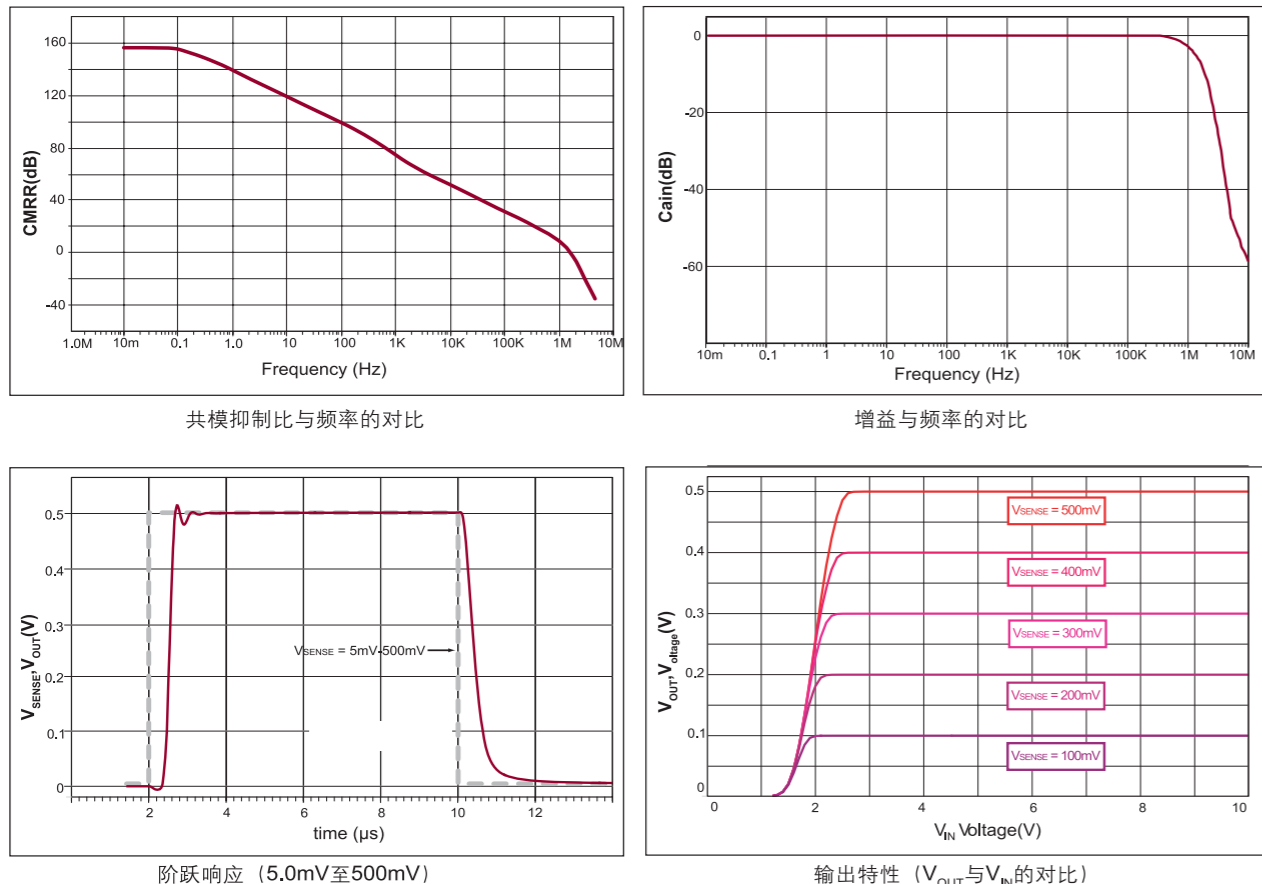 160
120
80
40
0
-40
CMRR(dB)
1.0M 10m 0.1 1.0 10 100 1K 10K 100K 1M 10M
Frequency (Hz)
共模抑制比与频率的对比
0
-20
-40
-60
Cain(dB)
10m 0.1 1 10 100 1K 10K 100K 1M 10M
Frequency (Hz)
增益与频率的对比
0.5
0.4
0.3
0.2
0.1
0
VSENSE,VOUT(V)
VSENSE = 5mV-500mV
2 4 6 8 10 12
time (µs)
阶跃响应（5.0mV至500mV）
0.5
0.4
0.3
0.2
0.1
0
VOUT,Voltage(V)
VSENSE = 500mV
VSENSE = 400mV
VSENSE = 300mV
VSENSE = 200mV
VSENSE = 100mV
0 2 4 6 8 10
VIN Voltage(V)
输出特性（VOUT与VIN的对比）